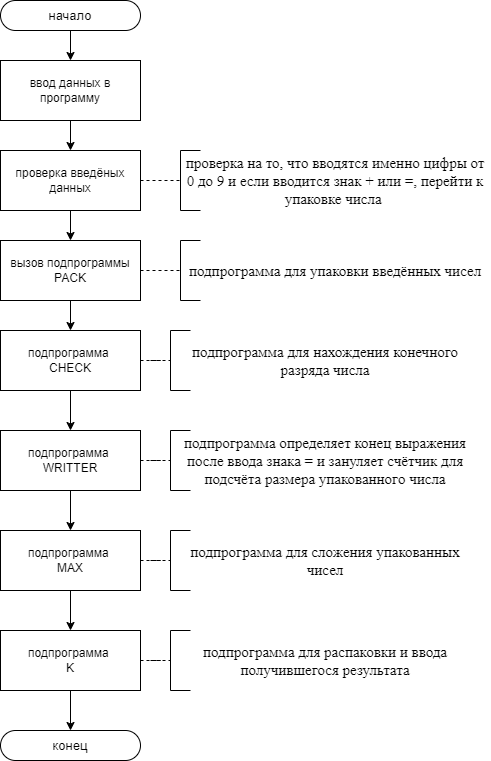 начало
ввод данных в
программу
проверка введёных
данных
проверка на то, что вводятся именно цифры от
0 до 9 и если вводится знак + или =, перейти к
упаковке числа
вызов подпрограммы
PACK
подпрограмма для упаковки введённых чисел
подпрограмма
CHECK
подпрограмма для нахождения конечного
разряда числа
подпрограмма
WRITTER
подпрограмма определяет конец выражения
после ввода знака = и зануляет счётчик для
подсчёта размера упакованного числа
подпрограмма
MAX
подпрограмма для сложения упакованных
чисел
подпрограмма
K
подпрограмма для распаковки и ввода
получившегося результата
конец